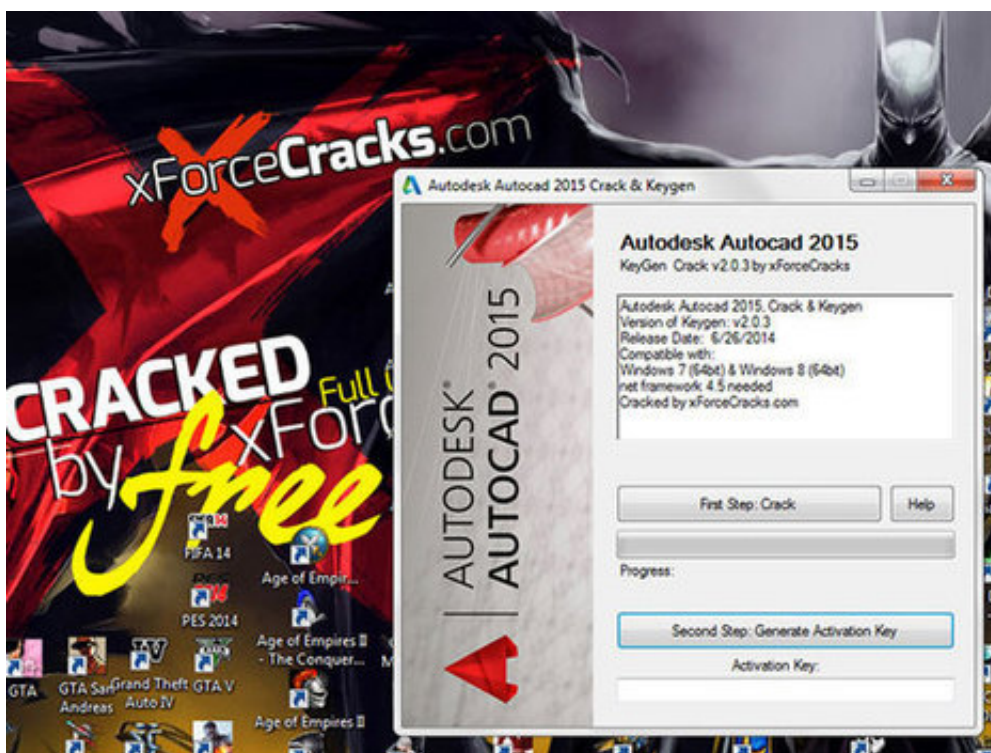 xForceCracks.com
CRACKED
by xForc
free
Full
Autodesk Autocad 2015 Crack & Keygen
AUTODESK®
AUTOCAD® 2015
Autodesk Autocad 2015
KeyGen Crack v2.0.3 by xForceCracks
Autodesk Autocad 2015, Crack & Keygen
Version of Keygen: v2.0.3
Release Date: 6/26/2014
Compatible with:
Windows 7 (64bit) & Windows 8 (64bit)
net framework 4.5 needed
Cracked by xForceCracks.com
First Step: Crack
Help
Progress:
Second Step: Generate Activation Key
Activation Key:
FIFA 14
PES 2014
Age of Empir...
Age of Empires II
- The Conquer...
Age of Empires II
GTA
GTA San
Andreas
Grand Theft
Auto IV
GTA V